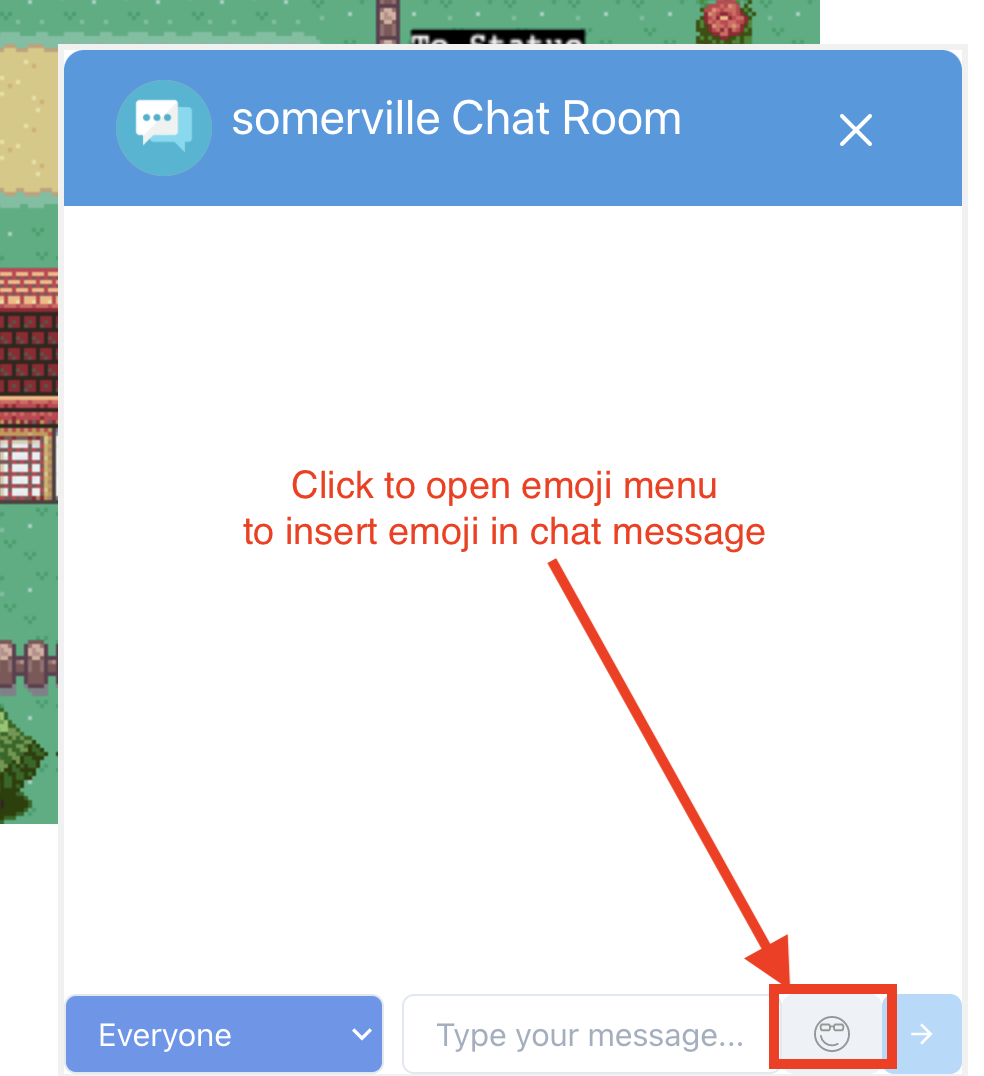 To Status
somerville Chat Room
Click to open emoji menu
to insert emoji in chat message
Everyone
Type your message...